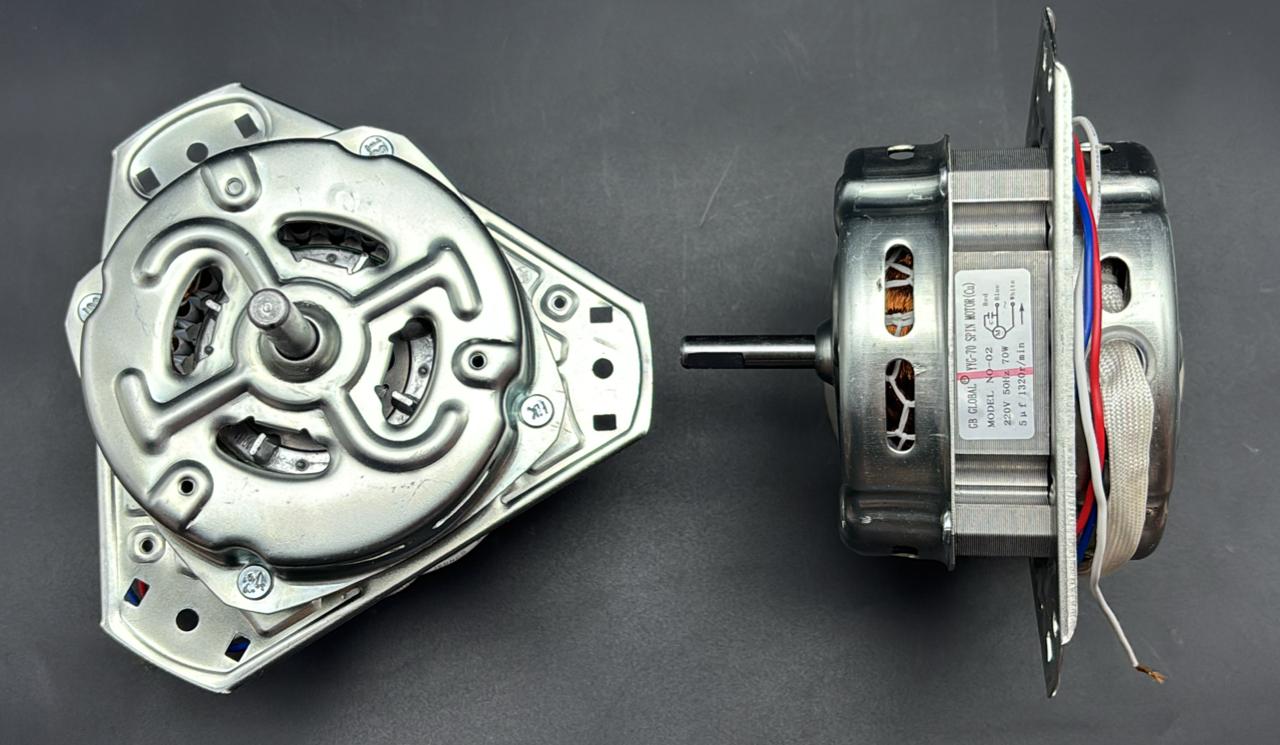 GB GLOBAL YYG-70 SPIN MOTOR(Cu)
MODEL NO-02
220V 50Hz 70W
5μf 1320r/min
Red
Blue
White
C
M
~